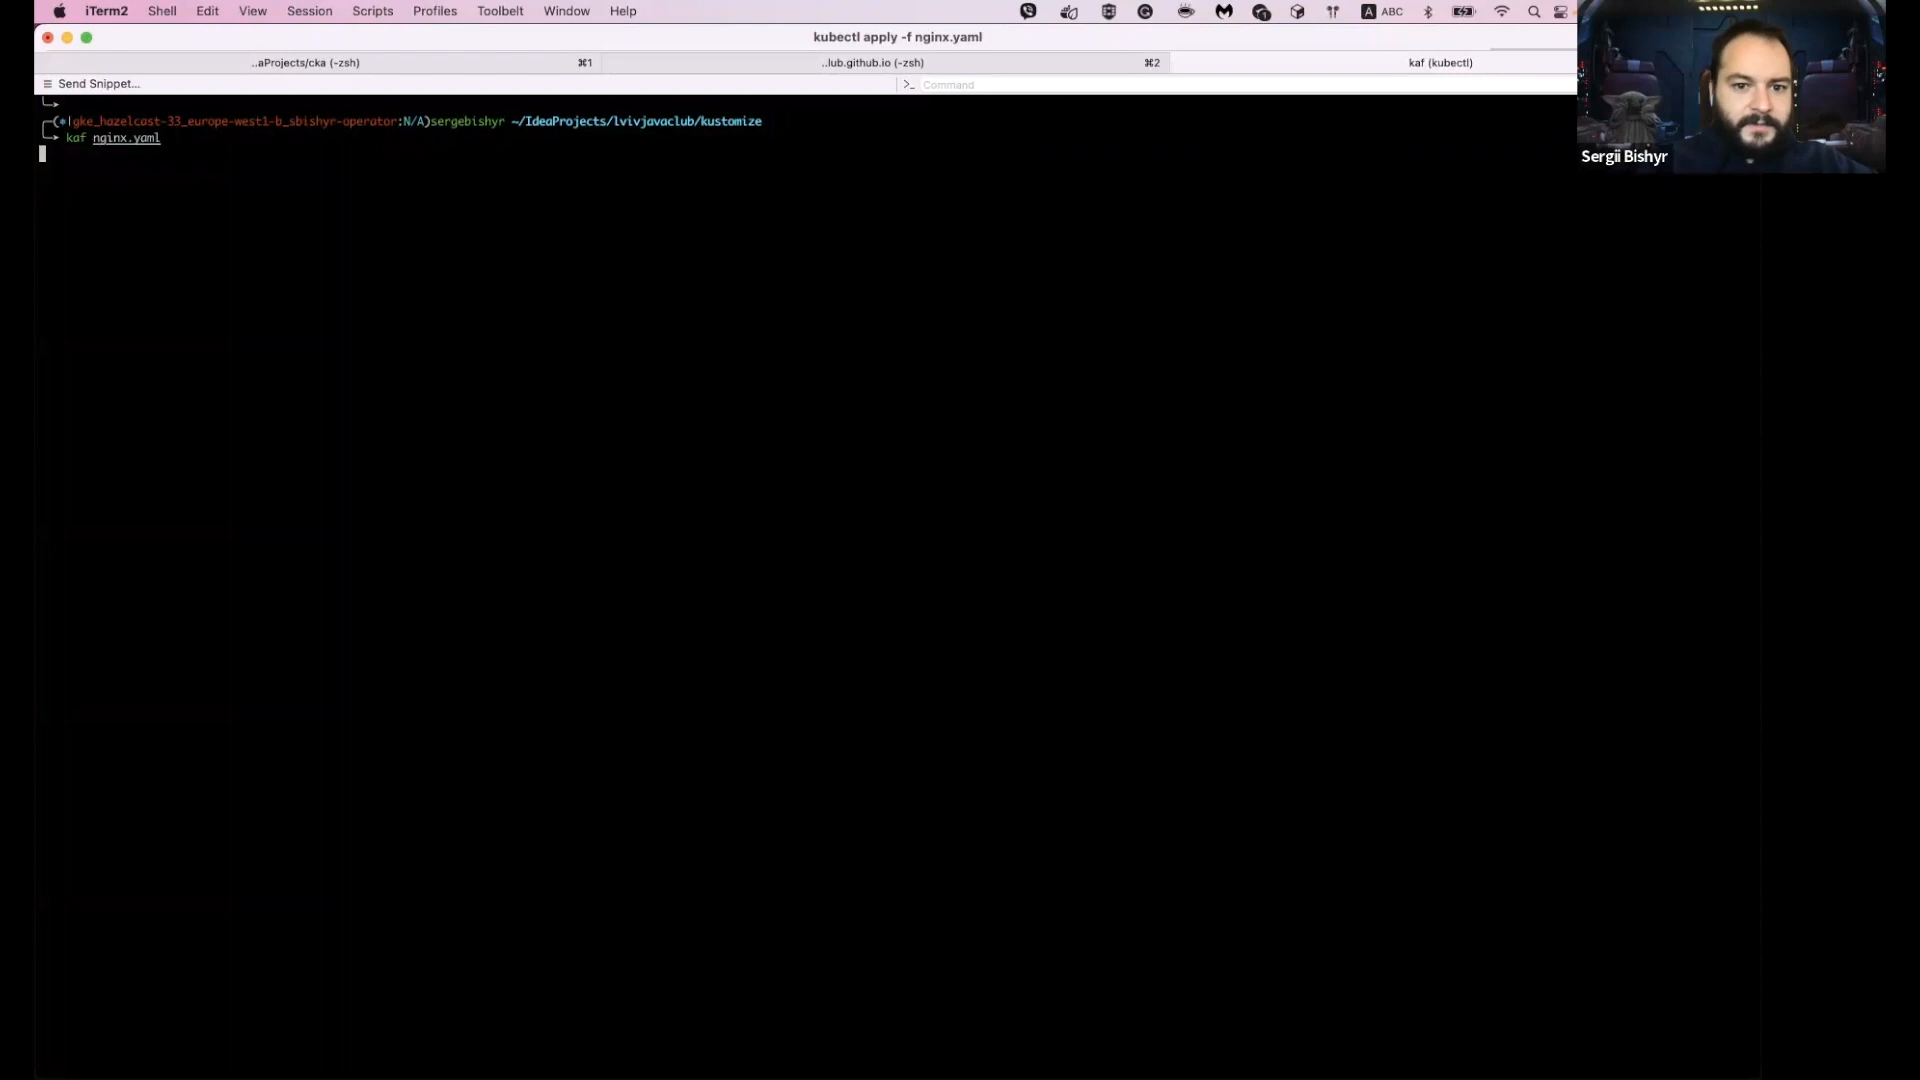 iTerm2 Shell Edit View Session Scripts Profiles Toolbelt Window Help A ABC
kubectl apply -f nginx.yaml
..aProjects/cka (-zsh) ⌘1 ..lub.github.io (-zsh) ⌘2 kaf (kubectl)
Send Snippet... >_ Command
(⎈|gke_hazelcast-33_europe-west1-b_sbishyr-operator:N/A)sergebishyr ~/IdeaProjects/lvivjavaclub/kustomize
kaf nginx.yaml
Sergii Bishyr